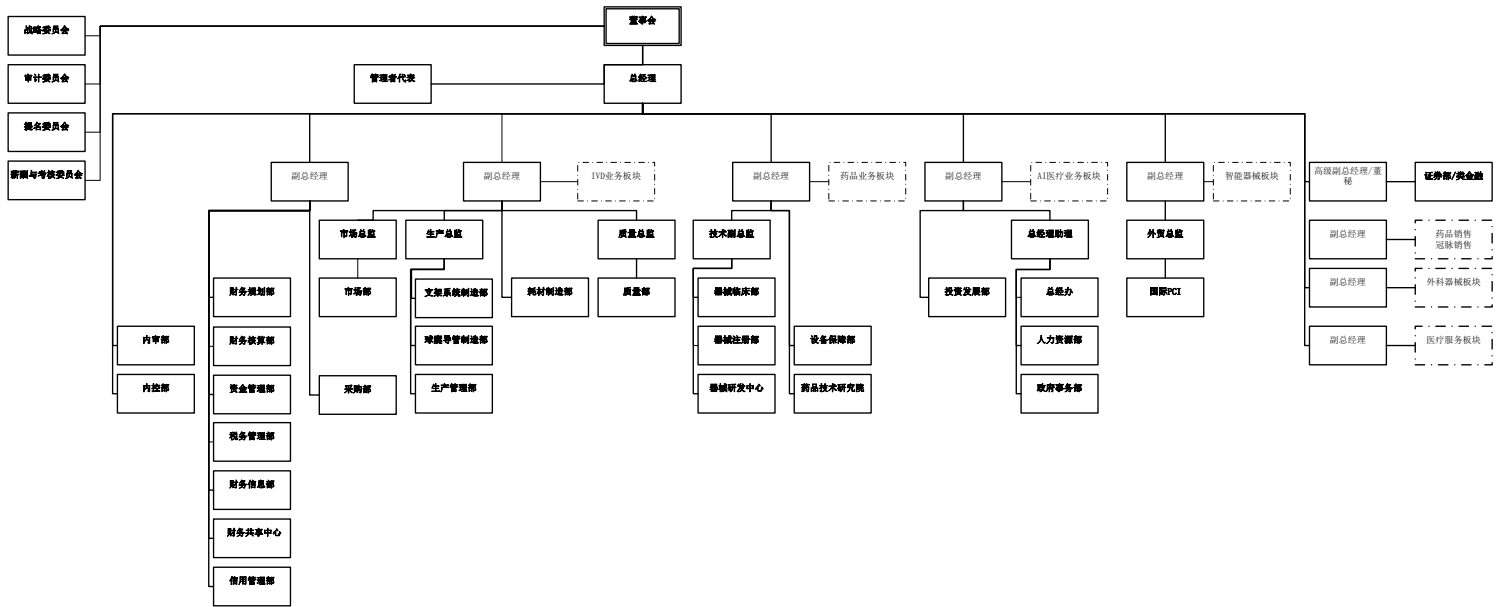 董事会
战略委员会
审计委员会
提名委员会
薪酬与考核委员会
管理者代表
总经理
副总经理
副总经理
IVD业务板块
副总经理
药品业务板块
副总经理
AI医疗业务板块
副总经理
智能器械板块
高级副总经理/董
秘
证券部/类金融
市场总监
生产总监
质量总监
技术副总监
总经理助理
外贸总监
副总经理
药品销售
冠脉销售
财务规划部
市场部
支架系统制造部
耗材制造部
质量部
器械临床部
投资发展部
总经办
国际PCI
副总经理
外科器械板块
内审部
财务核算部
球囊导管制造部
器械注册部
设备保障部
人力资源部
副总经理
医疗服务板块
内控部
资金管理部
采购部
生产管理部
器械研发中心
药品技术研究院
政府事务部
税务管理部
财务信息部
财务共享中心
信用管理部